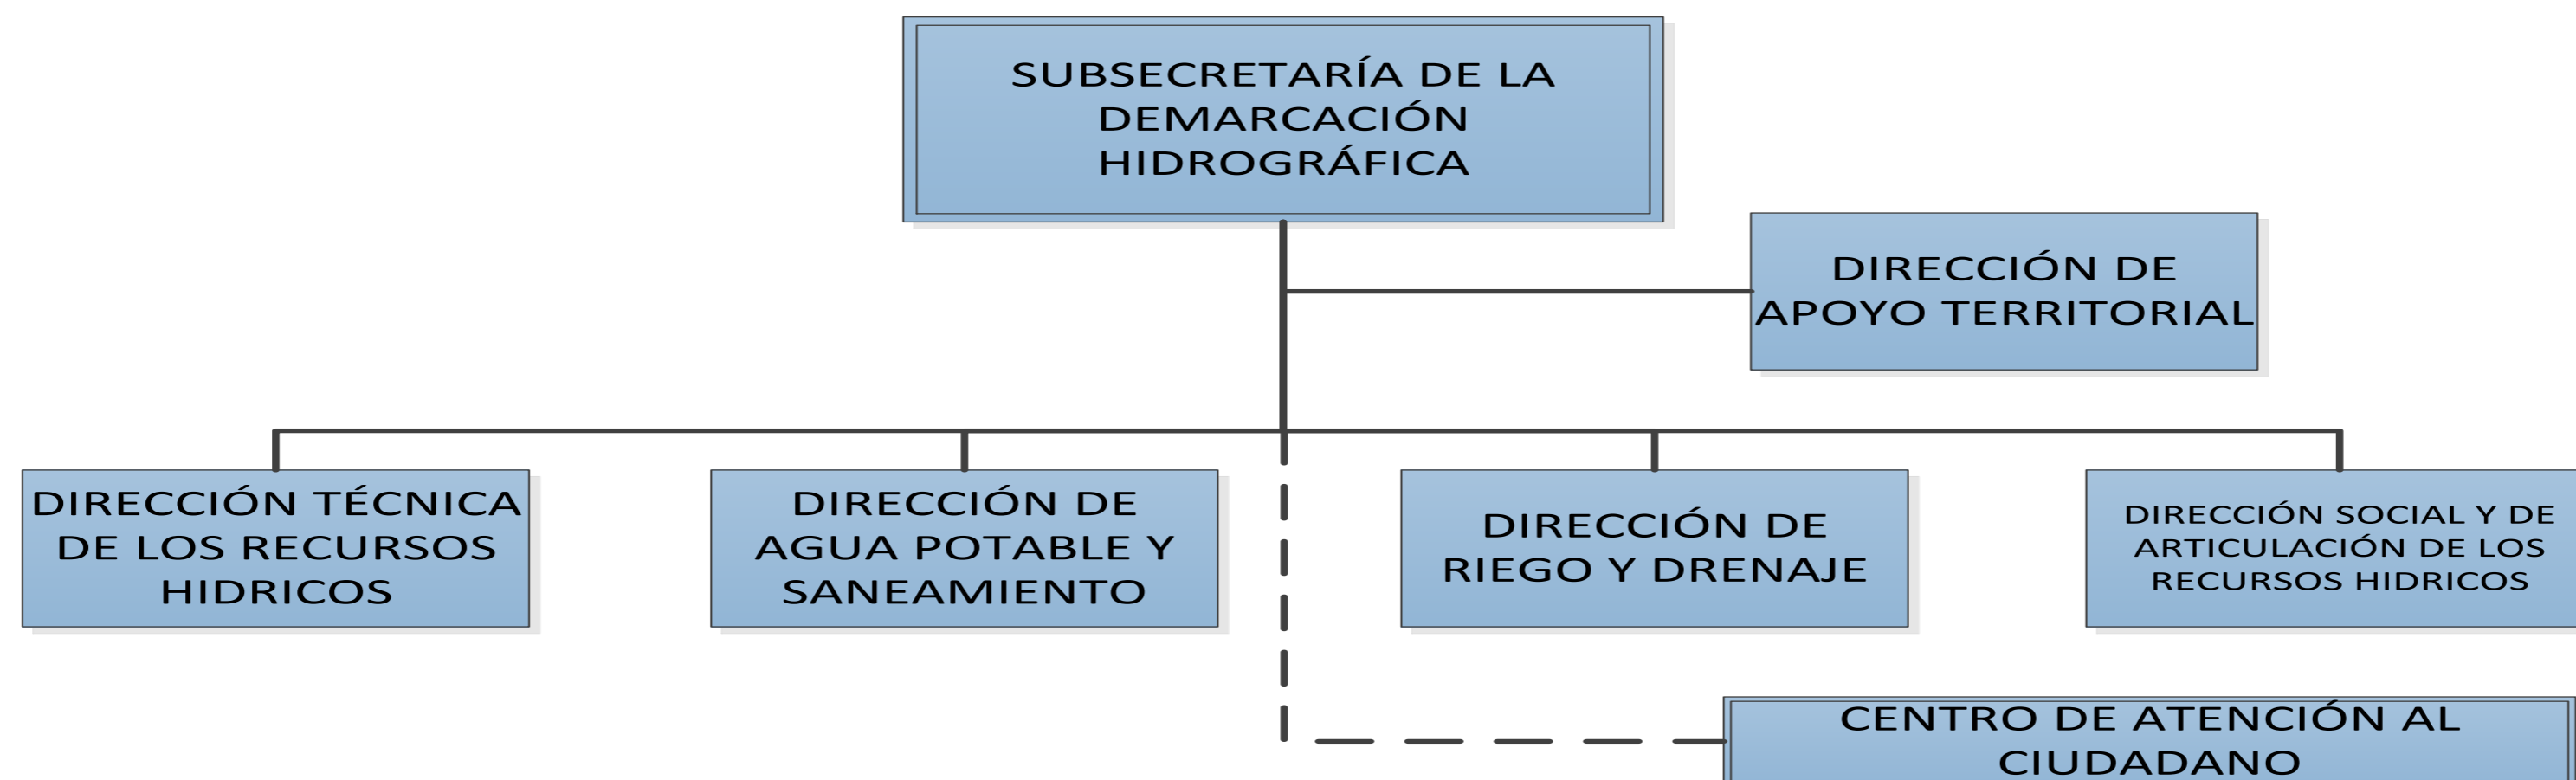 SUBSECRETARÍA DE LA
DEMARCACIÓN
HIDROGRÁFICA
DIRECCIÓN DE
APOYO TERRITORIAL
DIRECCIÓN TÉCNICA
DE LOS RECURSOS
HIDRICOS
DIRECCIÓN DE
AGUA POTABLE Y
SANEAMIENTO
DIRECCIÓN DE
RIEGO Y DRENAJE
DIRECCIÓN SOCIAL Y DE
ARTICULACIÓN DE LOS
RECURSOS HIDRICOS
CENTRO DE ATENCIÓN AL
CIUDADANO